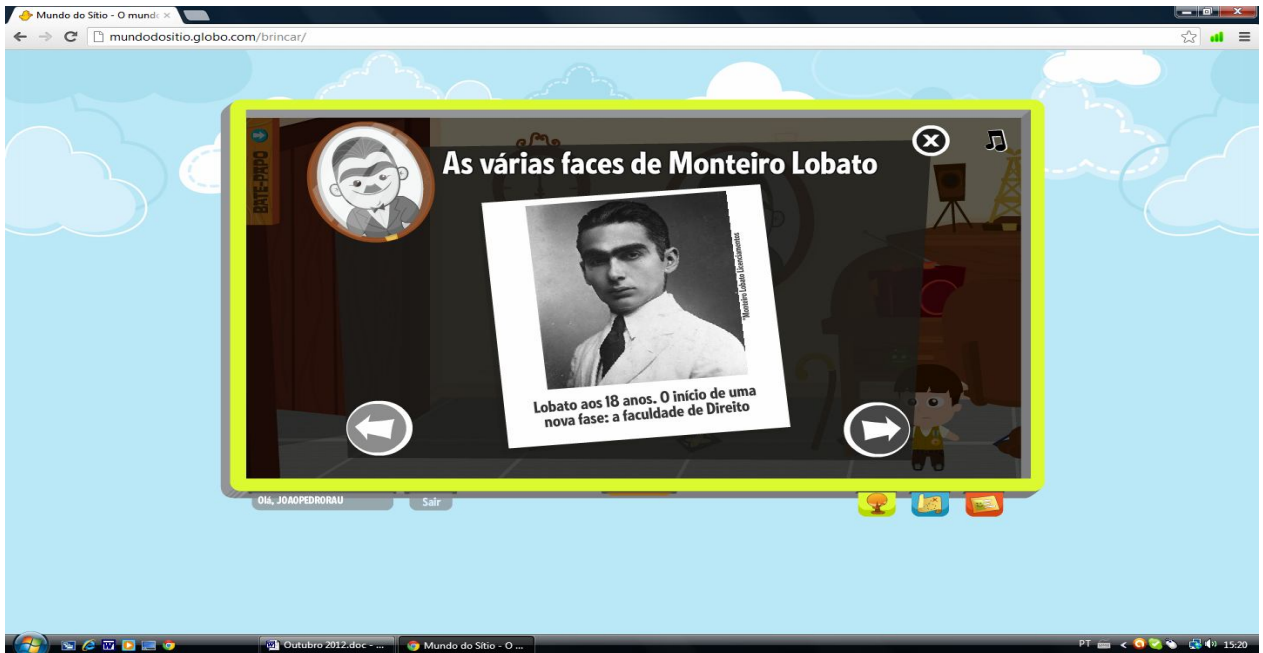 Mundo do Sítio - O mund
mundodositio.globo.com/brincar/
BATE-PAPO
As várias faces de Monteiro Lobato
*Monteiro Lobato Licenciamentos
Lobato aos 18 anos. O início de uma
nova fase: a faculdade de Direito
Olá, JOAOPEDRORAU
Sair
Outubro 2012.doc - ...
Mundo do Sítio - O ...
PT
15:20